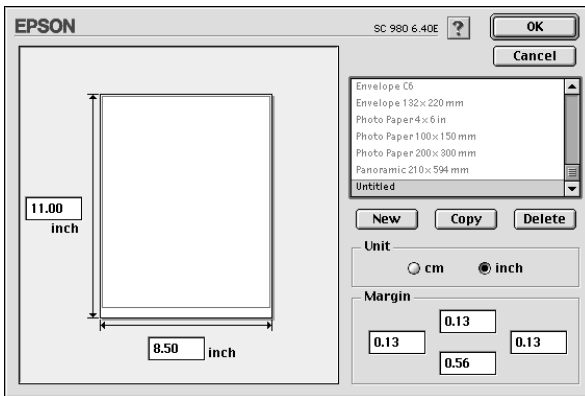 EPSON
SC 980 6.40E
?
OK
Cancel
Envelope C6
Envelope 132×220 mm
Photo Paper 4×6 in
Photo Paper 100×150 mm
Photo Paper 200×300 mm
Panoramic 210×594 mm
Untitled
New
Copy
Delete
11.00
inch
8.50 inch
Unit
cm
inch
Margin
0.13
0.13
0.13
0.56